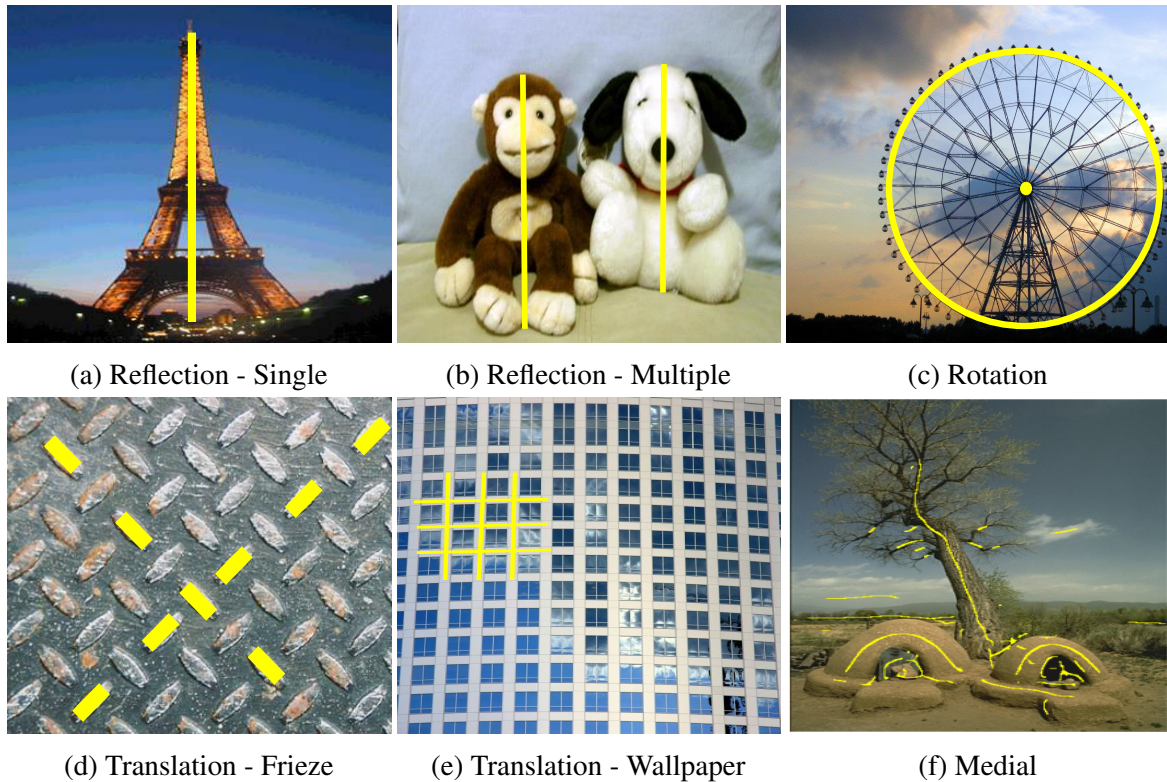 (a) Reflection - Single
(b) Reflection - Multiple
(c) Rotation
(d) Translation - Frieze
(e) Translation - Wallpaper
(f) Medial